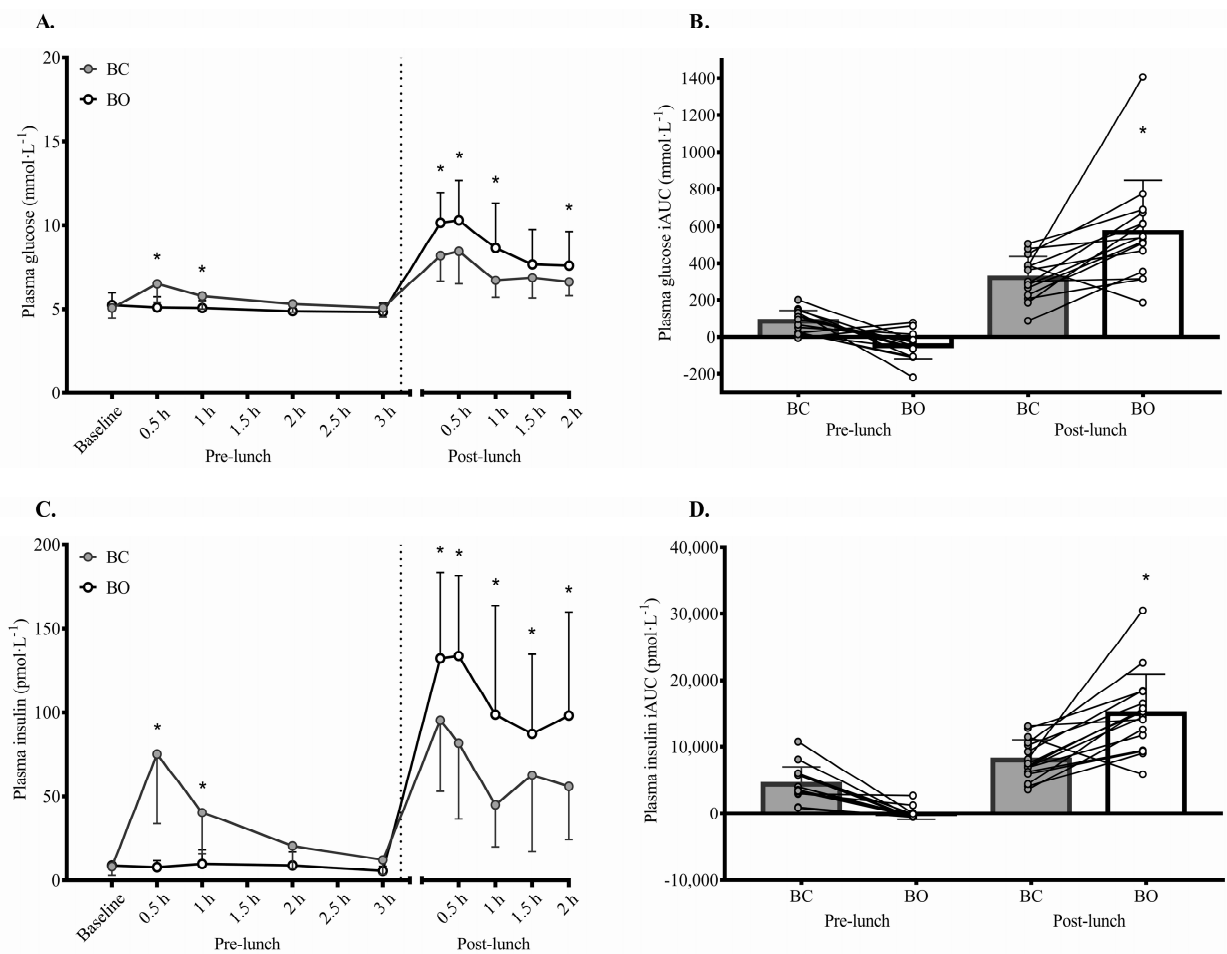 A.
20
15
10
5
0
Plasma glucose (mmol·L⁻¹)
BC
BO
*
*
*
*
*
*
Baseline
0.5 h
1 h
1.5 h
2 h
2.5 h
3 h
0.5 h
1 h
1.5 h
2 h
Pre-lunch
Post-lunch
B.
1400
1200
1000
800
600
400
200
0
-200
Plasma glucose iAUC (mmol·L⁻¹)
*
BC
BO
BC
BO
Pre-lunch
Post-lunch
C.
200
150
100
50
0
Plasma insulin (pmol·L⁻¹)
BC
BO
*
*
*
*
*
*
*
Baseline
0.5 h
1 h
1.5 h
2 h
2.5 h
3 h
0.5 h
1 h
1.5 h
2 h
Pre-lunch
Post-lunch
D.
40,000
30,000
20,000
10,000
0
-10,000
Plasma insulin iAUC (pmol·L⁻¹)
*
BC
BO
BC
BO
Pre-lunch
Post-lunch